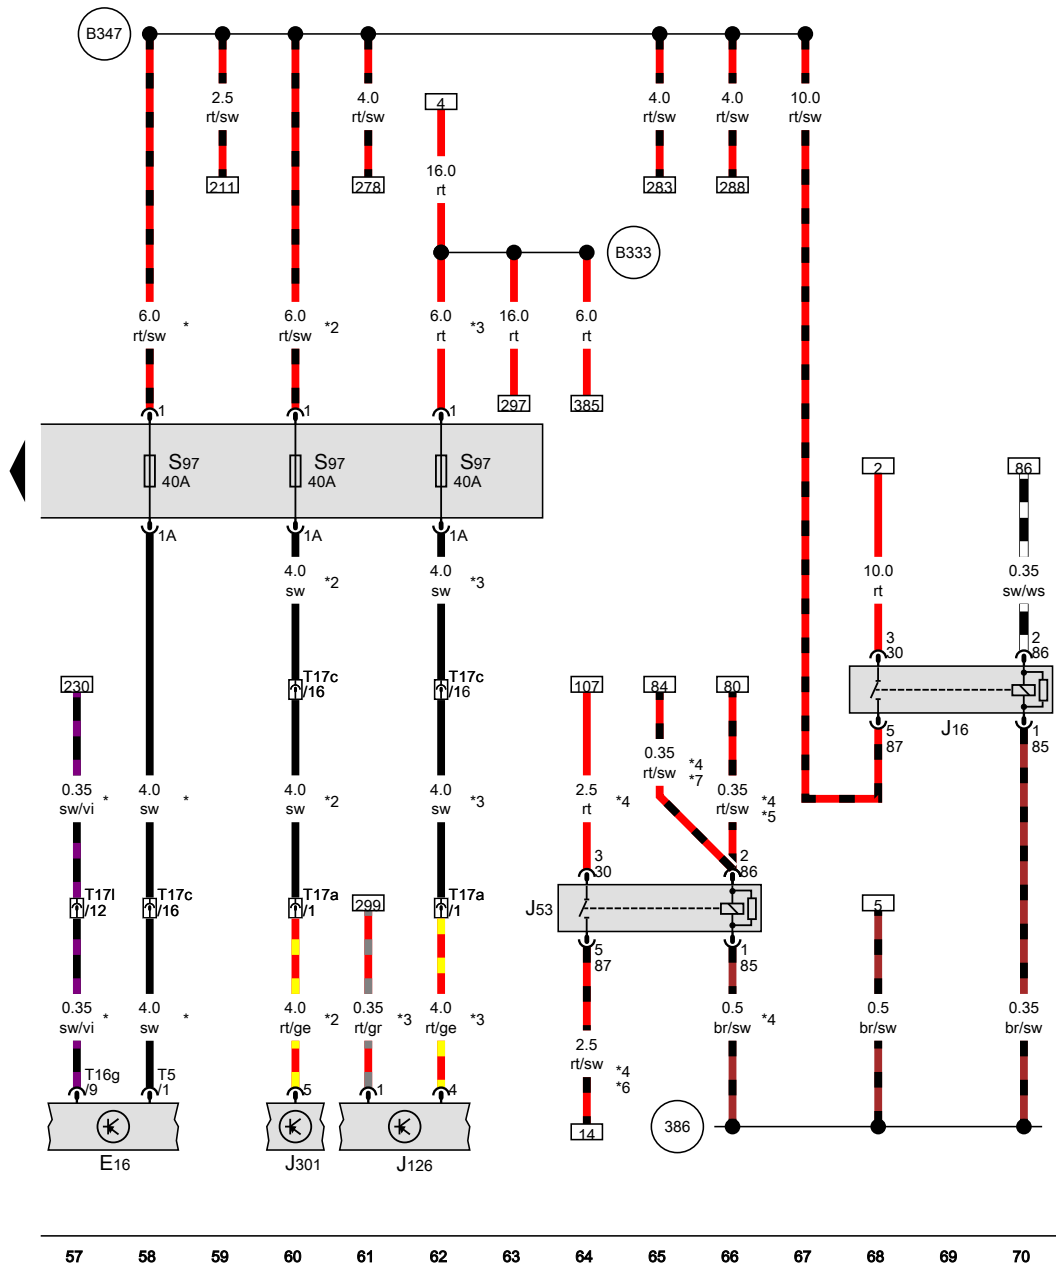 B347
2.5
rt/sw
4.0
rt/sw
4.0
rt/sw
4.0
rt/sw
10.0
rt/sw
4
16.0
rt
211
278
283
288
B333
6.0
rt/sw
*
6.0
rt/sw
*2
6.0
rt
*3
16.0
rt
6.0
rt
297
385
1
1
1
S97
40A
S97
40A
S97
40A
2
86
1A
1A
1A
4.0
sw
*2
4.0
sw
*3
10.0
rt
0.35
sw/ws
3
30
2
86
T17c
/16
T17c
/16
230
107
84
80
J16
5
87
1
85
0.35
rt/sw
*4
*7
0.35
sw/vi
*
4.0
sw
*
4.0
sw
*2
4.0
sw
*3
2.5
rt
*4
0.35
rt/sw
*4
*5
3
30
2
86
T17l
/12
T17c
/16
T17a
/1
299
T17a
/1
J53
5
5
87
1
85
0.35
sw/vi
*
4.0
sw
*
4.0
rt/ge
*2
0.35
rt/gr
*3
4.0
rt/ge
*3
2.5
rt/sw
*4
*6
0.5
br/sw
*4
0.5
br/sw
0.35
br/sw
T16g
/9
T5
/1
5
1
4
14
386
E16
J301
J126
57
58
59
60
61
62
63
64
65
66
67
68
69
70